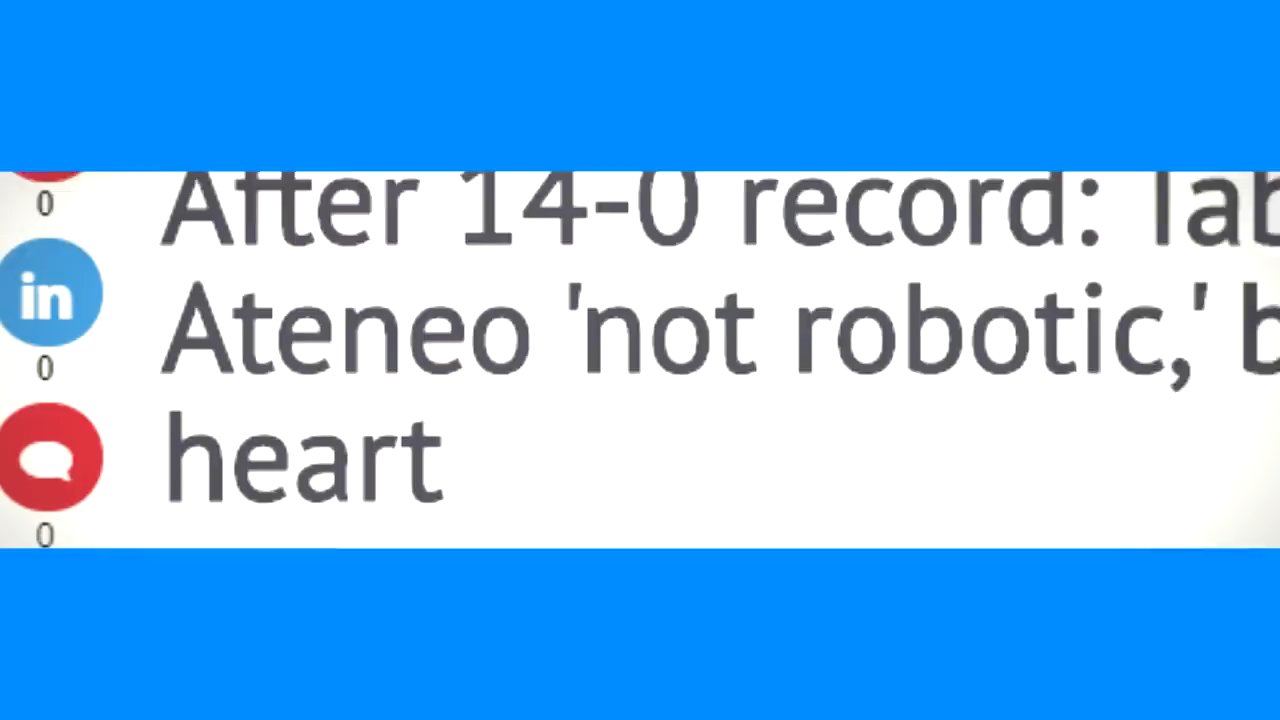 After 14-0 record:
0
in
Ateneo 'not robotic,'
0
heart
0